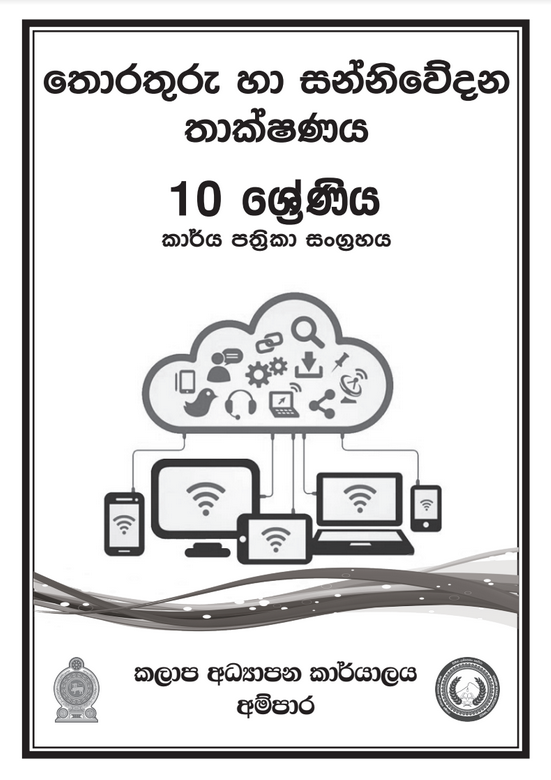 තොරතුරු හා සන්නිවේදන
තාක්ෂණය
10 ශ්‍රේණිය
කාර්ය පත්‍රිකා සංග්‍රහය
කලාප අධ්‍යාපන කාර්යාලය
අම්පාර